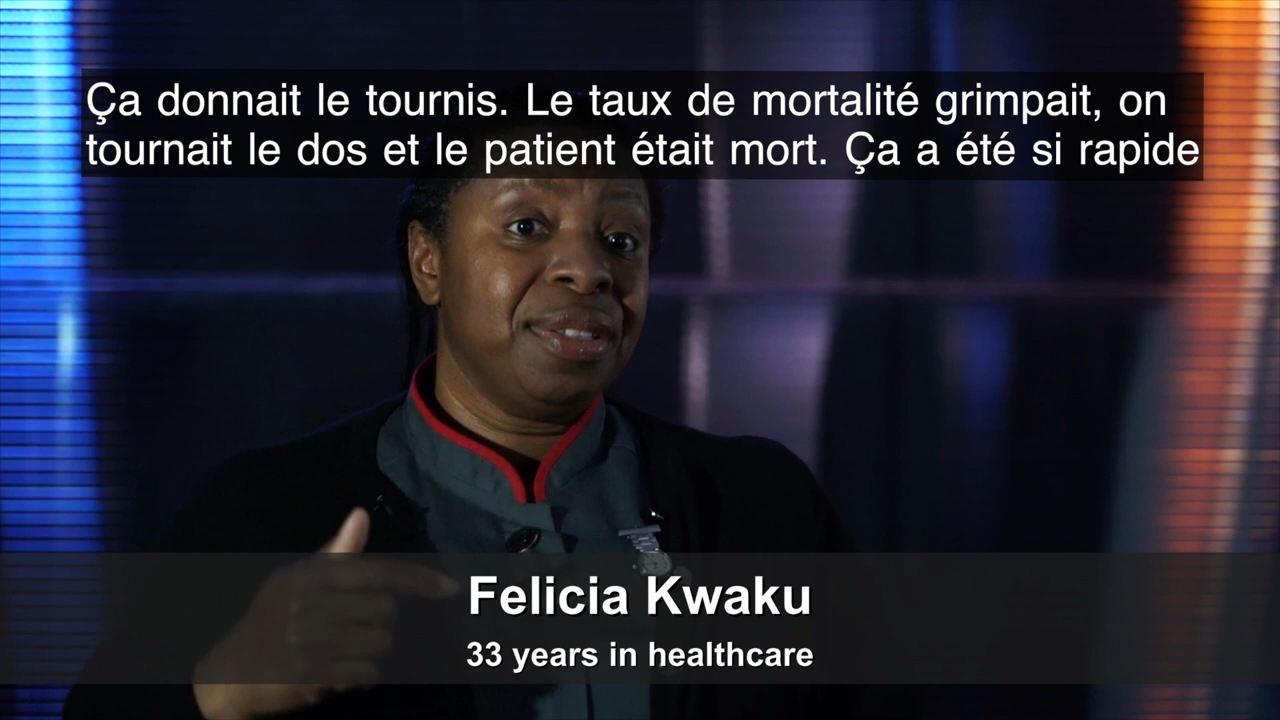 Ça donnait le tournis. Le taux de mortalité grimpait, on
tournait le dos et le patient était mort. Ça a été si rapide
Felicia Kwaku
33 years in healthcare